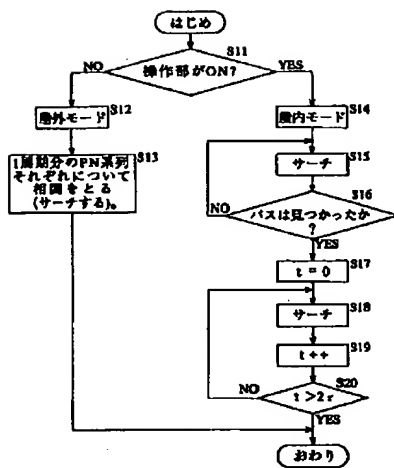 はじめ
S11
操作部がON?
NO
YES
S12
屋外モード
S13
1周期分のPN系列
それぞれについて
相関をとる
(サーチする)。
S14
屋内モード
S15
サーチ
S16
パスは見つかったか
?
NO
YES
S17
t = 0
S18
サーチ
S19
t ++
S20
t >2r
NO
YES
おわり